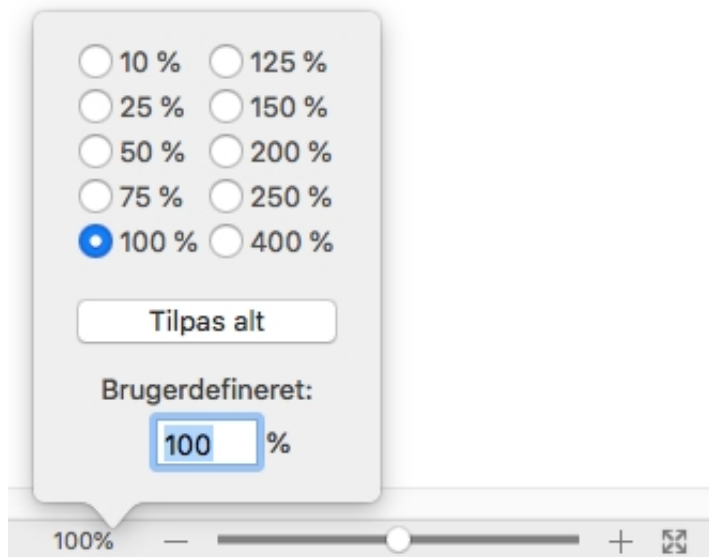 10 % 125 %
25 % 150 %
50 % 200 %
75 % 250 %
100 % 400 %
Tilpas alt
Brugerdefineret:
100 %
100%